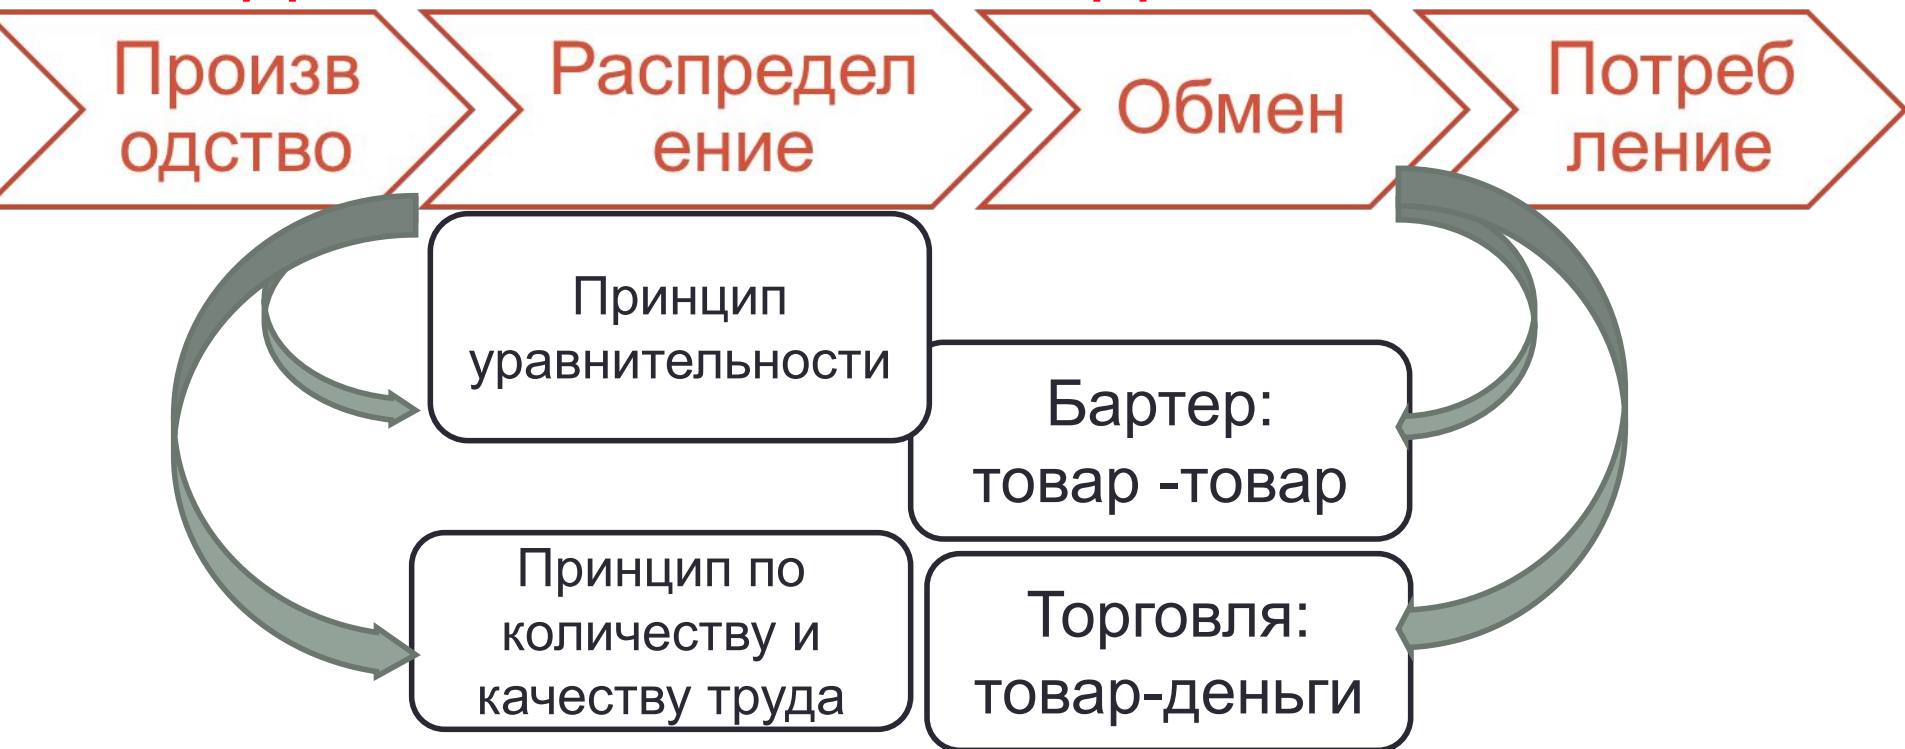 Произв
одство
Распредел
ение
Обмен
Потреб
ление
Принцип
уравнительности
Бартер:
товар -товар
Принцип по
количеству и
качеству труда
Торговля:
товар-деньги